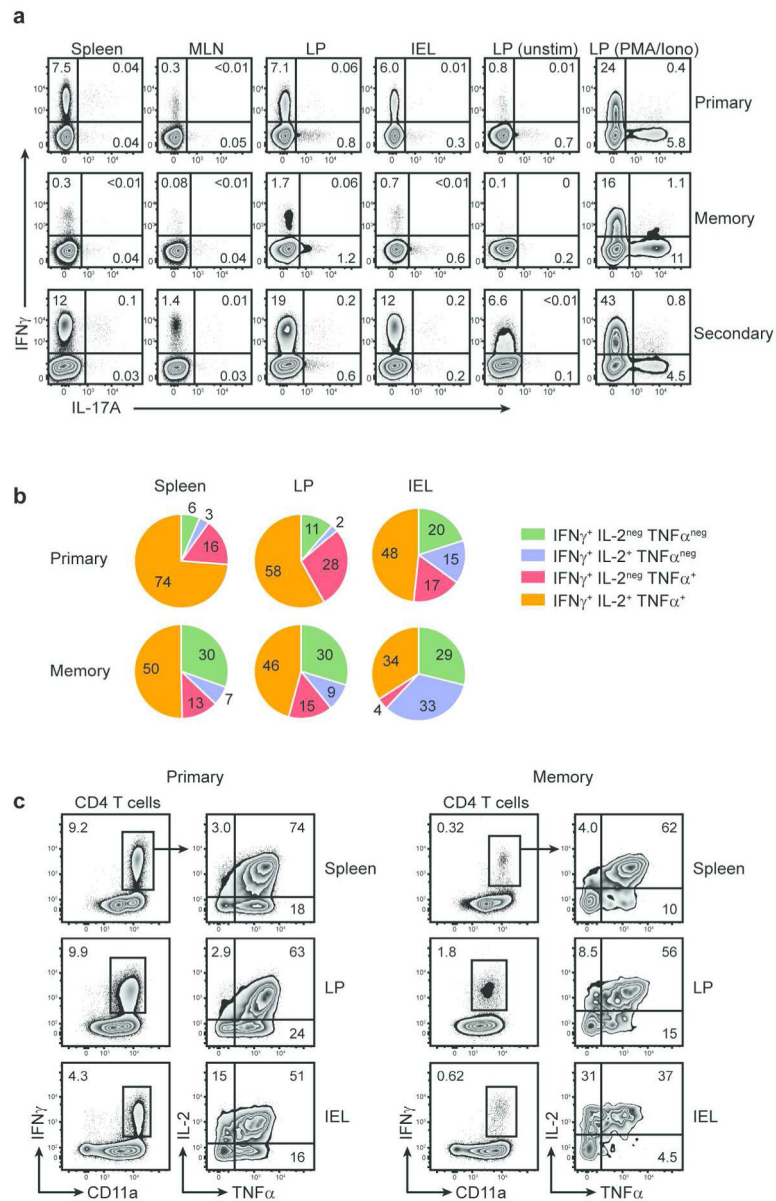 a
Spleen MLN LP IEL LP (unstim) LP (PMA/Iono)
7.5 0.04 0.3 <0.01 7.1 0.06 6.0 0.01 0.8 0.01 24 0.4
Primary
0.04 0.05 0.8 0.3 0.7 5.8
0.3 <0.01 0.08 <0.01 1.7 0.06 0.7 <0.01 0.1 0 16 1.1
Memory
0.04 0.04 1.2 0.6 0.2 11
12 0.1 1.4 0.01 19 0.2 12 0.2 6.6 <0.01 43 0.8
Secondary
0.03 0.03 0.6 0.2 0.1 4.5
IFNγ
IL-17A
b
Spleen LP IEL
Primary
6 3 16 74
11 2 28 58
20 15 17 48
IFNγ+ IL-2neg TNFαneg
IFNγ+ IL-2+ TNFαneg
IFNγ+ IL-2neg TNFα+
IFNγ+ IL-2+ TNFα+
Memory
30 7 13 50
30 9 15 46
29 33 4 34
Primary Memory
c
CD4 T cells CD4 T cells
9.2 3.0 74 0.32 4.0 62
Spleen Spleen
18 10
9.9 2.9 63 1.8 8.5 56
LP LP
24 15
4.3 15 51 0.62 31 37
IEL IEL
16 4.5
IFNγ IL-2 IFNγ IL-2
CD11a TNFα CD11a TNFα